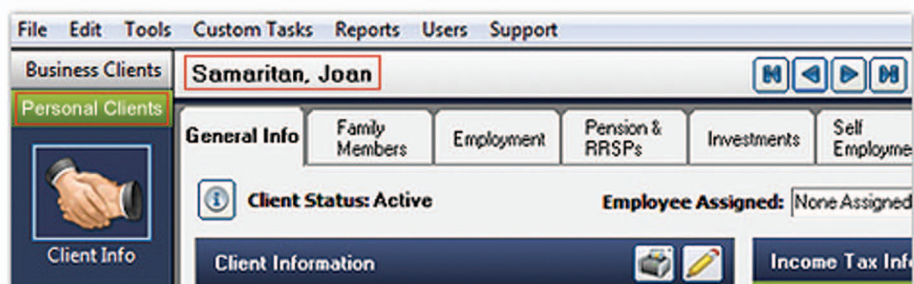 File Edit Tools Custom Tasks Reports Users Support
Business Clients
Samaritan, Joan
Personal Clients
General Info
Family
Members
Employment
Pension &
RRSPs
Investments
Self
Employme
Client Status: Active
Employee Assigned: None Assigned
Client Info
Client Information
Income Tax Inf